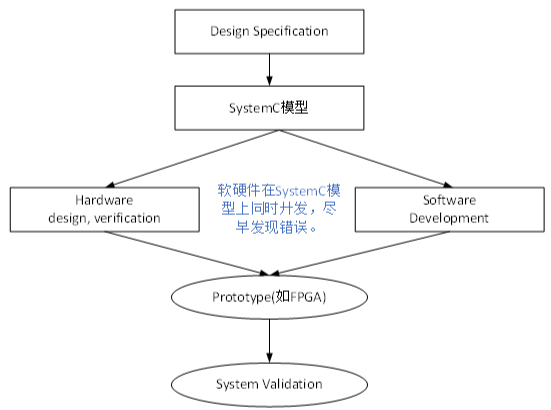 Design Specification
SystemC模型
Hardware
design, verification
软硬件在SystemC模
型上同时开发，尽
早发现错误。
Software
Development
Prototype(如FPGA)
System Validation